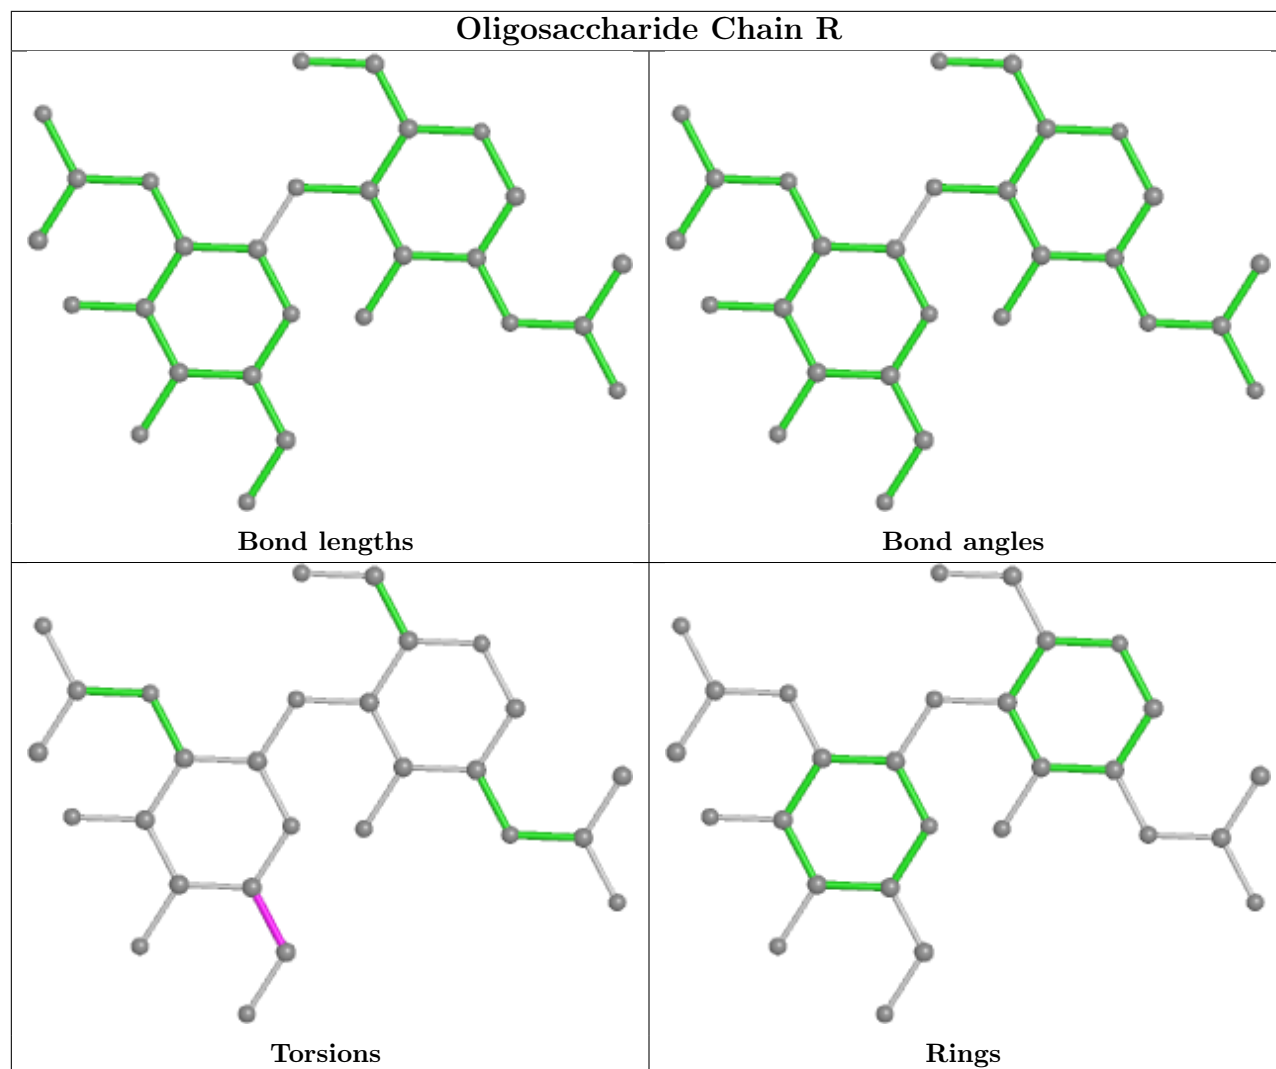 Oligosaccharide Chain R
Bond lengths
Bond angles
Torsions
Rings